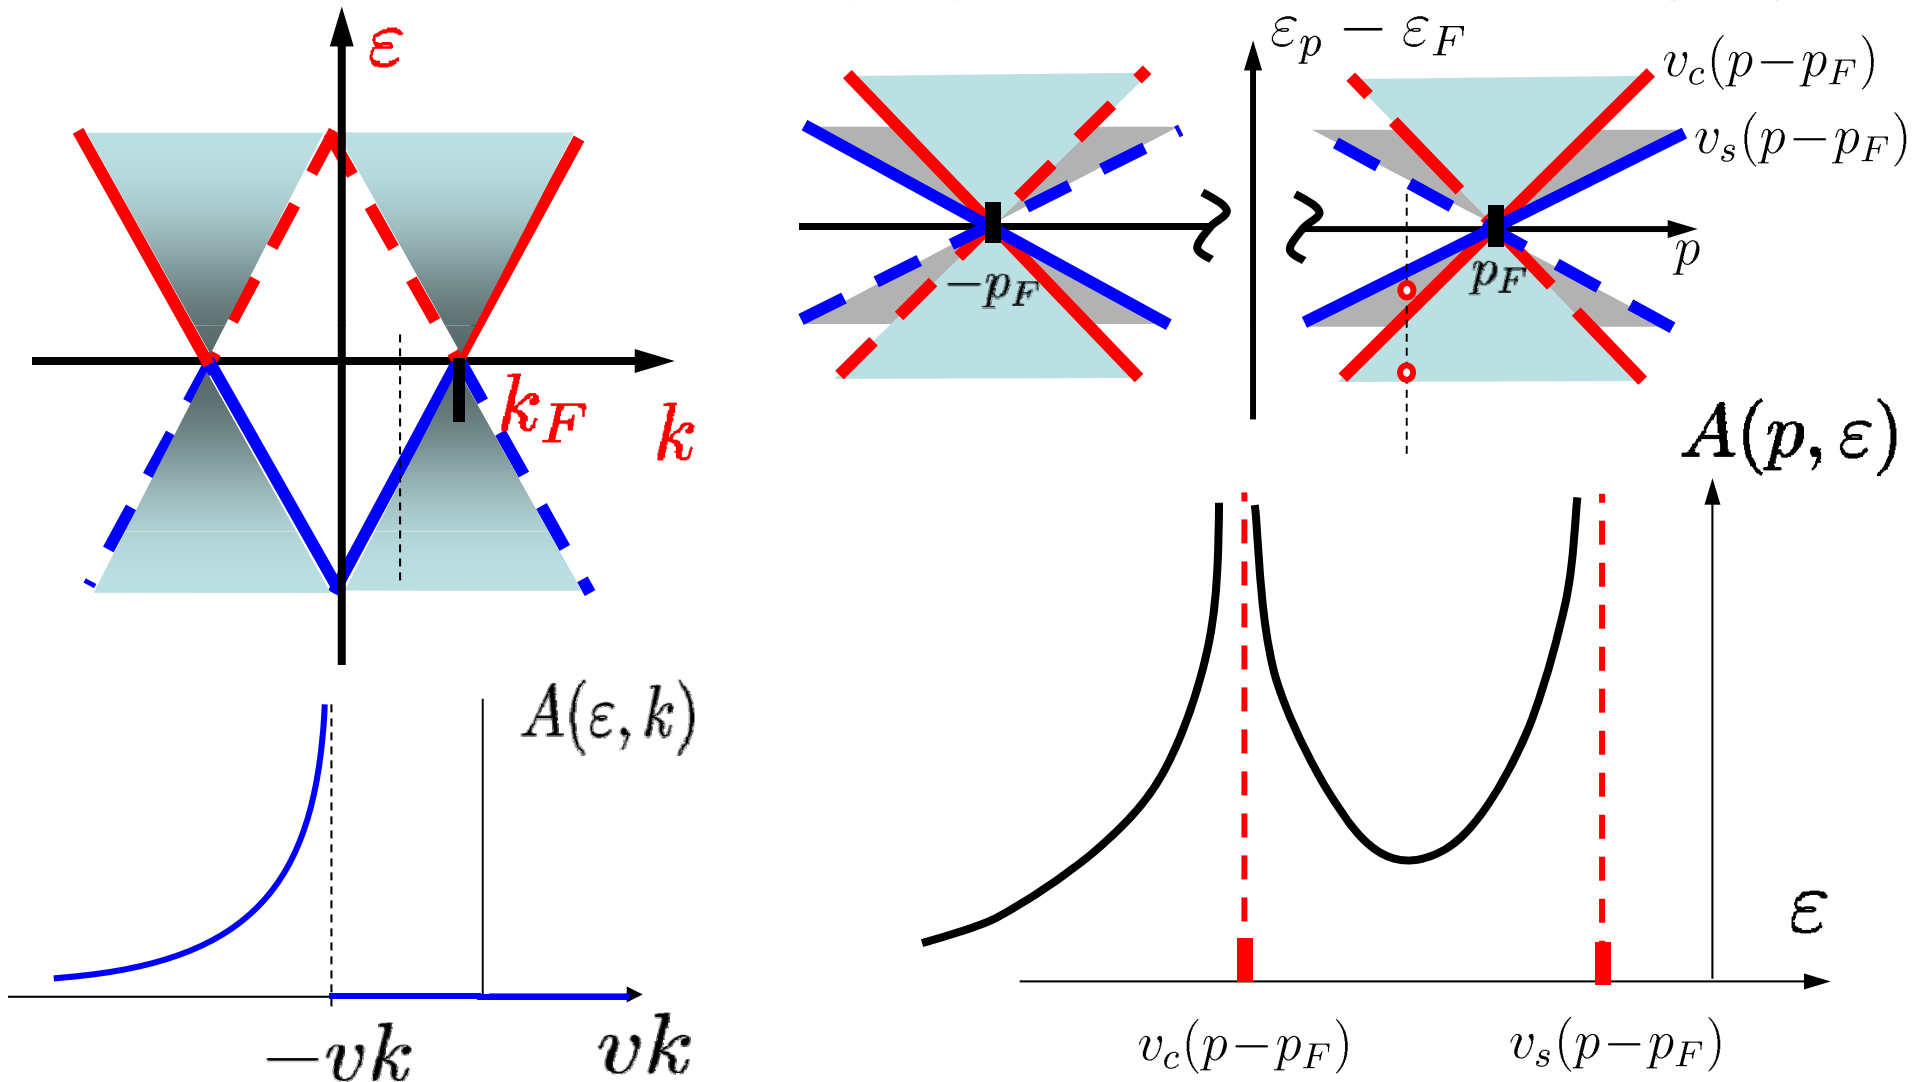 ε
k_F
k
A(ε, k)
−vk
vk
ε_p − ε_F
v_c(p−p_F)
v_s(p−p_F)
−p_F
p_F
p
A(p, ε)
ε
v_c(p−p_F)
v_s(p−p_F)